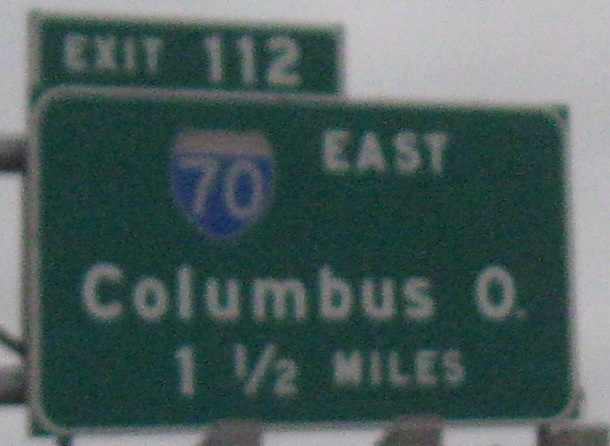 EXIT 112
70 EAST
Columbus O.
1 1/2 MILES